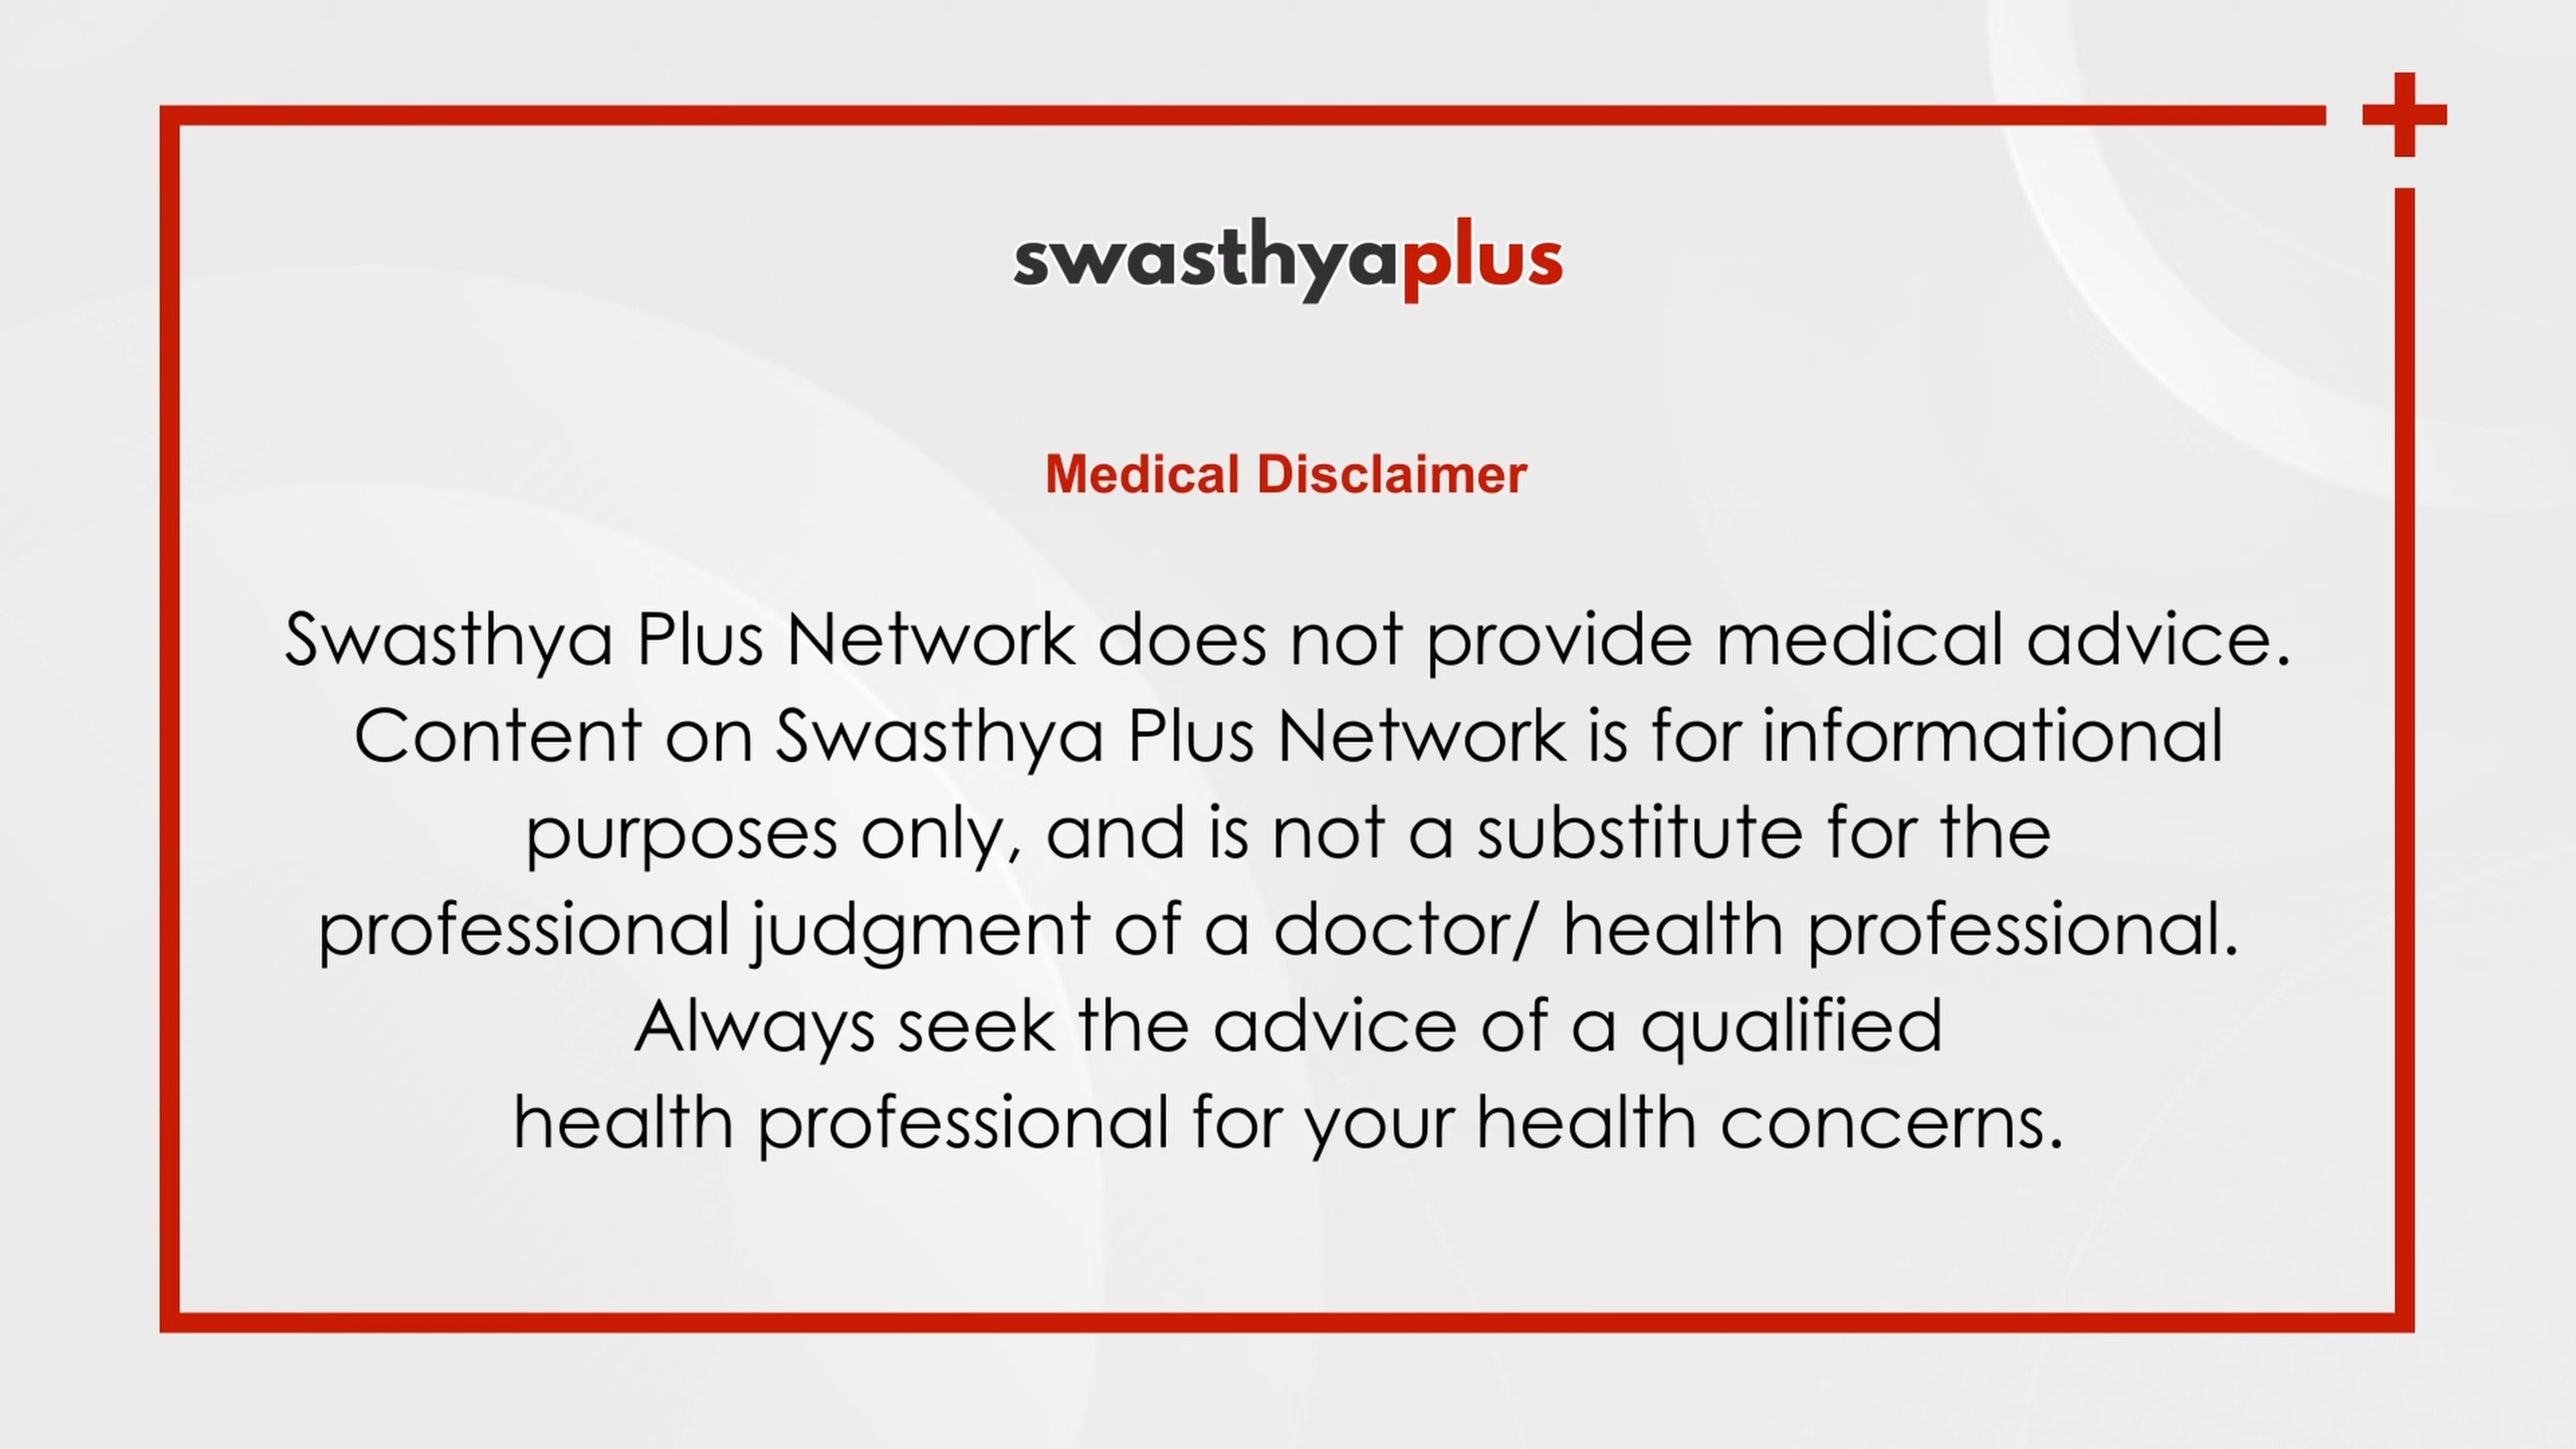 swasthyaplus
Medical Disclaimer
Swasthya Plus Network does not provide medical advice.
Content on Swasthya Plus Network is for informational
purposes only, and is not a substitute for the
professional judgment of a doctor/ health professional.
Always seek the advice of a qualified
health professional for your health concerns.